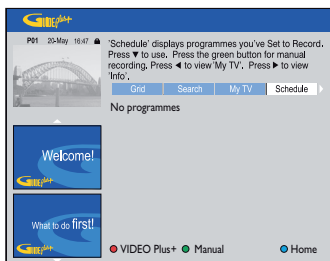 GUIDE Plus+
P01 20-May 16:47
'Schedule' displays programmes you've Set to Record.
Press ▼ to use. Press the green button for manual
recording. Press ◀ to view 'My TV'. Press ▶ to view
'Info'.
Grid Search My TV Schedule
No programmes
Welcome!
GUIDE Plus+
What to do first!
GUIDE Plus+
VIDEO Plus+ Manual Home